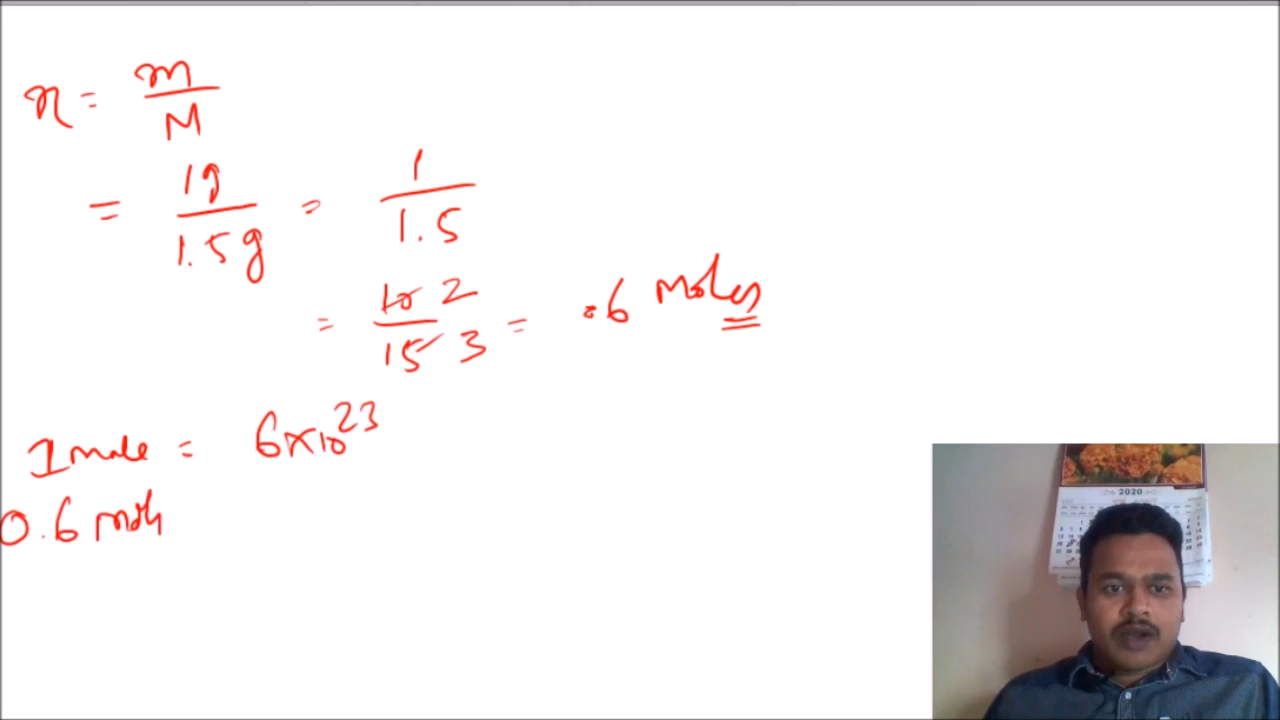 n = m/M
= 1g/1.5g = 1/1.5
= 10 2/15 3 = .6 moles
1 mole = 6×10²³
0.6 mole
2020